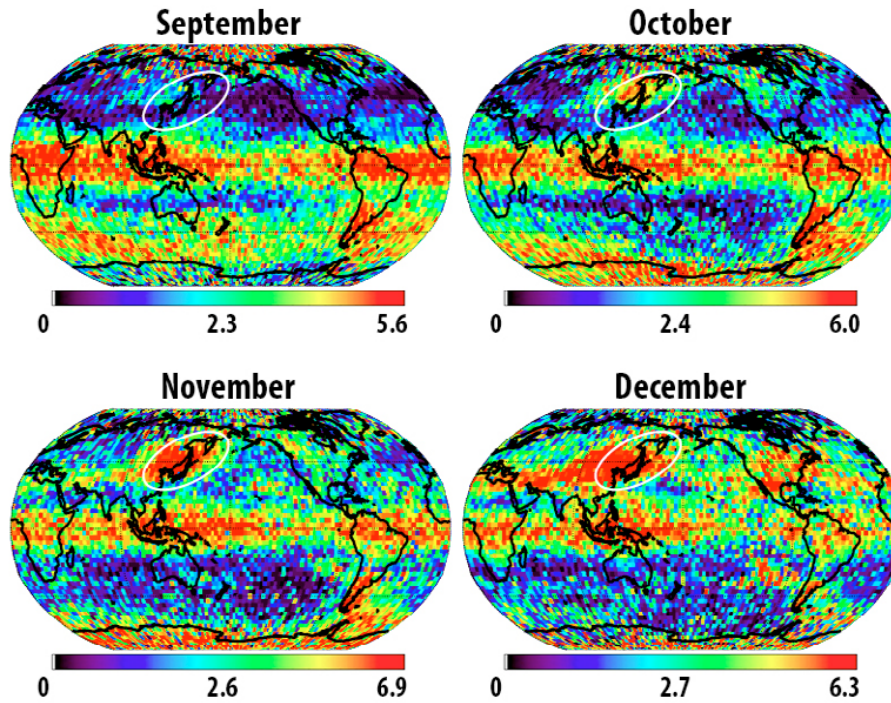 September
October
0 2.3 5.6
0 2.4 6.0
November
December
0 2.6 6.9
0 2.7 6.3